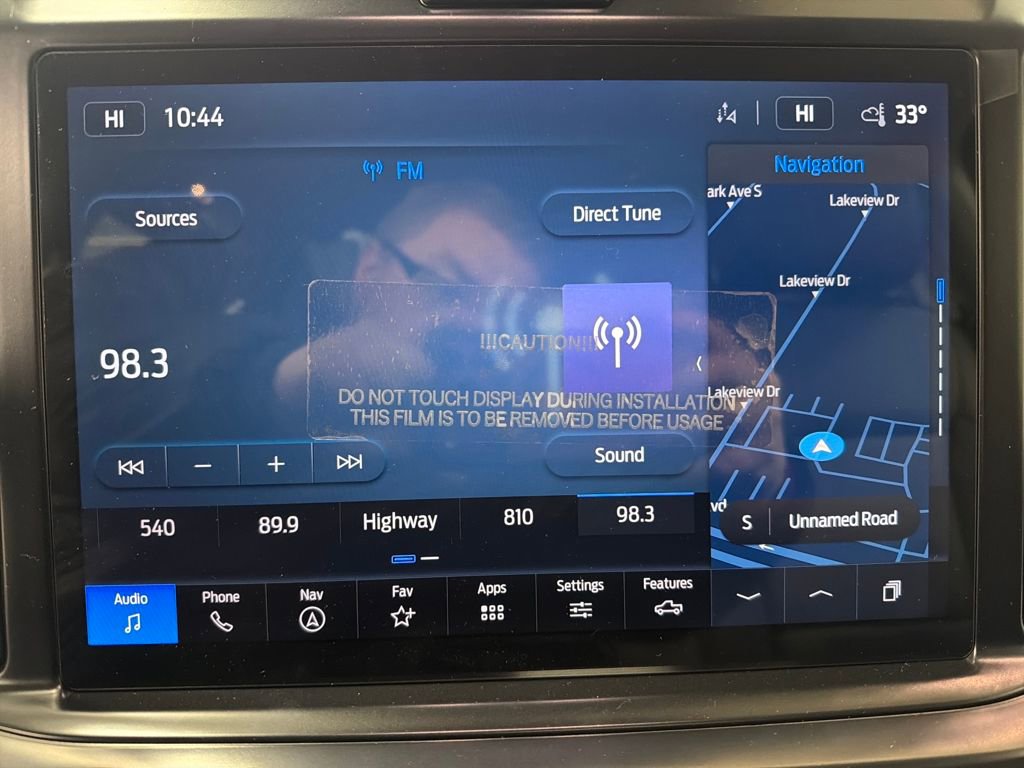 HI 10:44 HI 33°
FM
Navigation
Sources
Direct Tune
ark Ave S
Lakeview Dr
Lakeview Dr
!!!CAUTION!!!
98.3
DO NOT TOUCH DISPLAY DURING INSTALLATION
THIS FILM IS TO BE REMOVED BEFORE USAGE
Lakeview Dr
Sound
540 89.9 Highway 810 98.3
vd
S Unnamed Road
Audio Phone Nav Fav Apps Settings Features